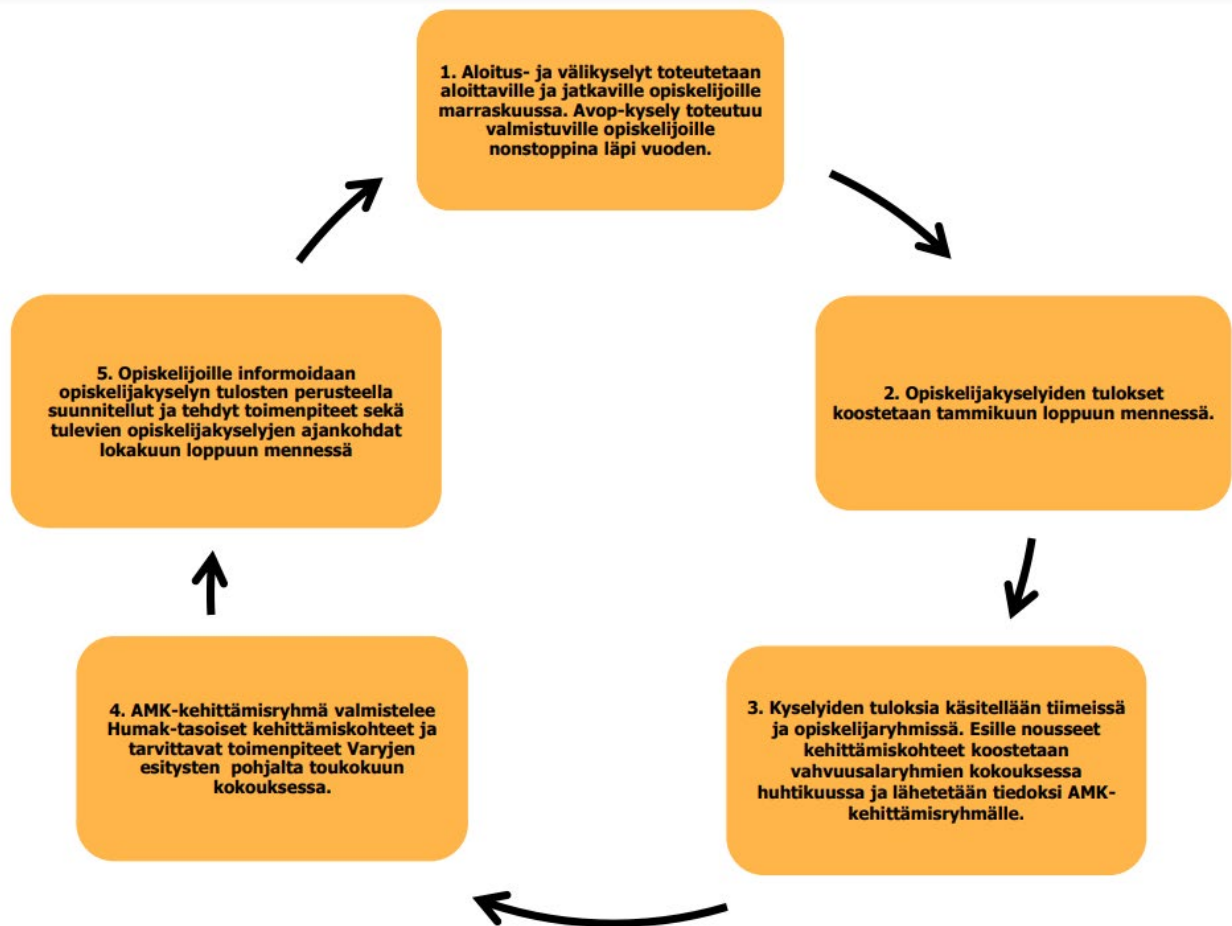 1. Aloitus- ja välikyselyt toteutetaan
aloittaville ja jatkaville opiskelijoille
marraskuussa. Avop-kysely toteutuu
valmistuville opiskelijoille
nonstoppina läpi vuoden.
2. Opiskelijakyselyiden tulokset
koostetaan tammikuun loppuun mennessä.
3. Kyselyiden tuloksia käsitellään tiimeissä
ja opiskelijaryhmissä. Esille nousseet
kehittämiskohteet koostetaan
vahvuusalaryhmien kokouksessa
huhtikuussa ja lähetetään tiedoksi AMK-
kehittämisryhmälle.
4. AMK-kehittämisryhmä valmistelee
Humak-tasoiset kehittämiskohteet ja
tarvittavat toimenpiteet Varyjen
esitysten pohjalta toukokuun
kokouksessa.
5. Opiskelijoille informoidaan
opiskelijakyselyn tulosten perusteella
suunnitellut ja tehdyt toimenpiteet sekä
tulevien opiskelijakyselyjen ajankohdat
lokakuun loppuun mennessä